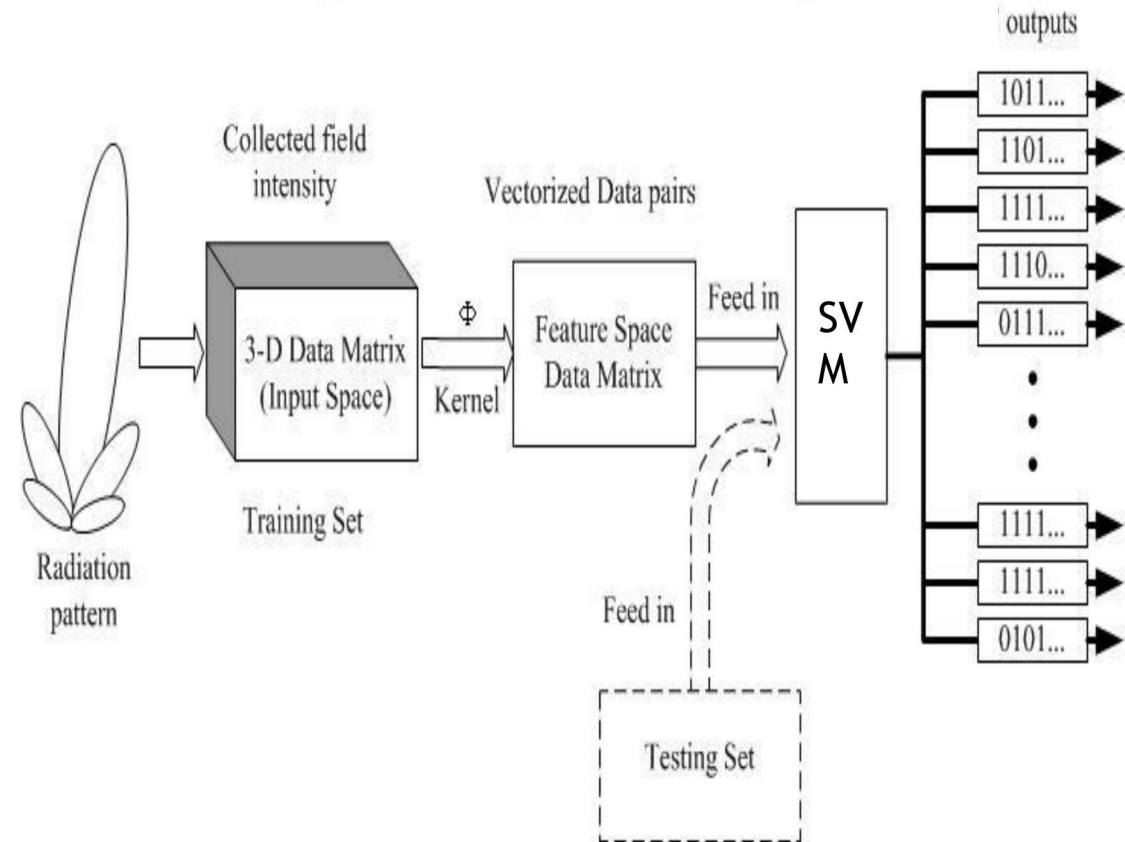 outputs
Collected field
intensity
Vectorized Data pairs
Radiation
pattern
3-D Data Matrix
(Input Space)
Training Set
Φ
Kernel
Feature Space
Data Matrix
Feed in
Feed in
Testing Set
SV
M
1011...
1101...
1111...
1110...
0111...
1111...
1111...
0101...